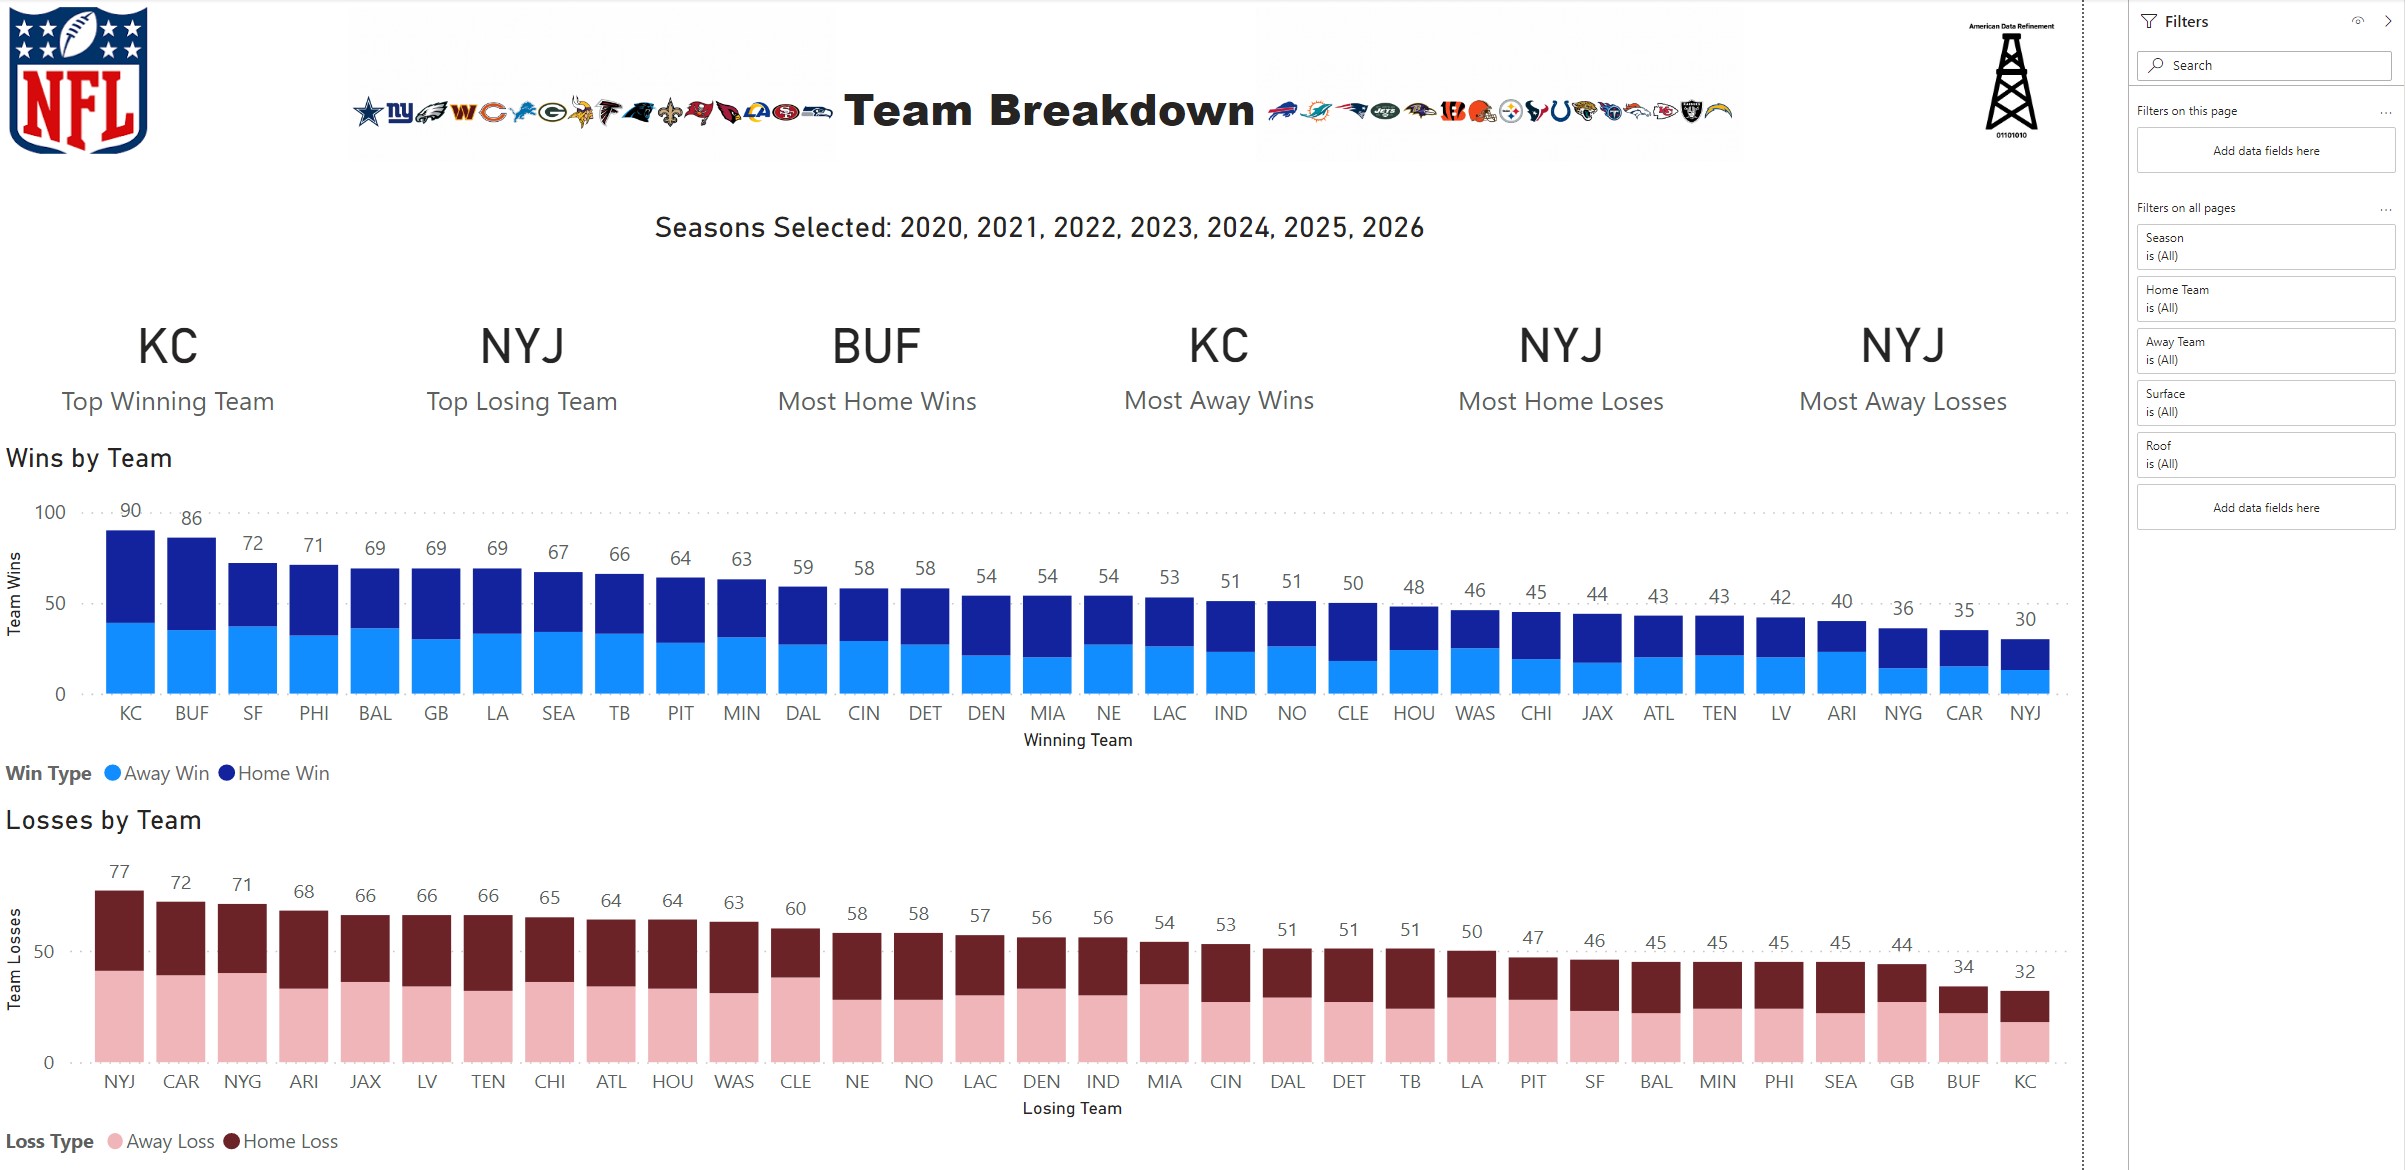 NFL
American Data Refinement
01101010
Team Breakdown
Seasons Selected: 2020, 2021, 2022, 2023, 2024, 2025, 2026
KC NYJ BUF KC NYJ NYJ
Top Winning Team Top Losing Team Most Home Wins Most Away Wins Most Home Loses Most Away Losses
Wins by Team
Team Wins
100
50
0
90 86 72 71 69 69 69 67 66 64 63 59 58 58 54 54 54 53 51 51 50 48 46 45 44 43 43 42 40 36 35 30
KC BUF SF PHI BAL GB LA SEA TB PIT MIN DAL CIN DET DEN MIA NE LAC IND NO CLE HOU WAS CHI JAX ATL TEN LV ARI NYG CAR NYJ
Winning Team
Win Type Away Win Home Win
Losses by Team
Team Losses
50
0
77 72 71 68 66 66 66 65 64 64 63 60 58 58 57 56 56 54 53 51 51 51 50 47 46 45 45 45 45 44 34 32
NYJ CAR NYG ARI JAX LV TEN CHI ATL HOU WAS CLE NE NO LAC DEN IND MIA CIN DAL DET TB LA PIT SF BAL MIN PHI SEA GB BUF KC
Losing Team
Loss Type Away Loss Home Loss
Filters
Search
Filters on this page
...
Add data fields here
Filters on all pages
...
Season
is (All)
Home Team
is (All)
Away Team
is (All)
Surface
is (All)
Roof
is (All)
Add data fields here